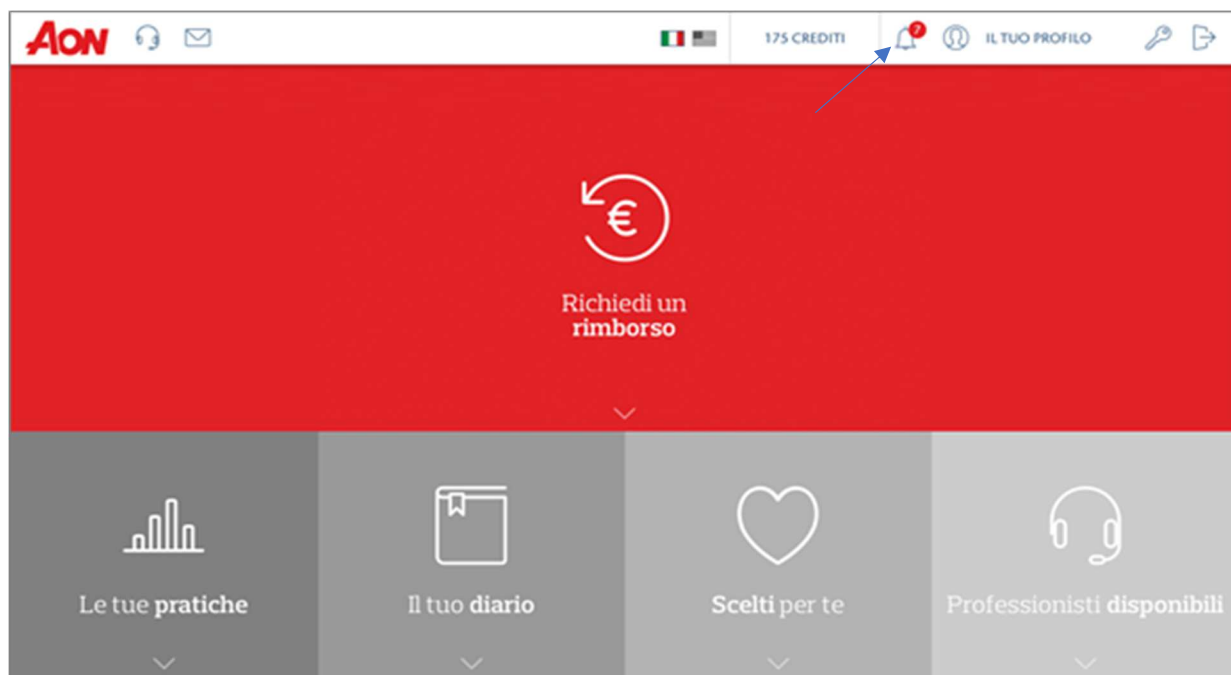 AON
175 CREDITI
7
IL TUO PROFILO
€
Richiedi un
rimborso
Le tue pratiche
Il tuo diario
Scelti per te
Professionisti disponibili